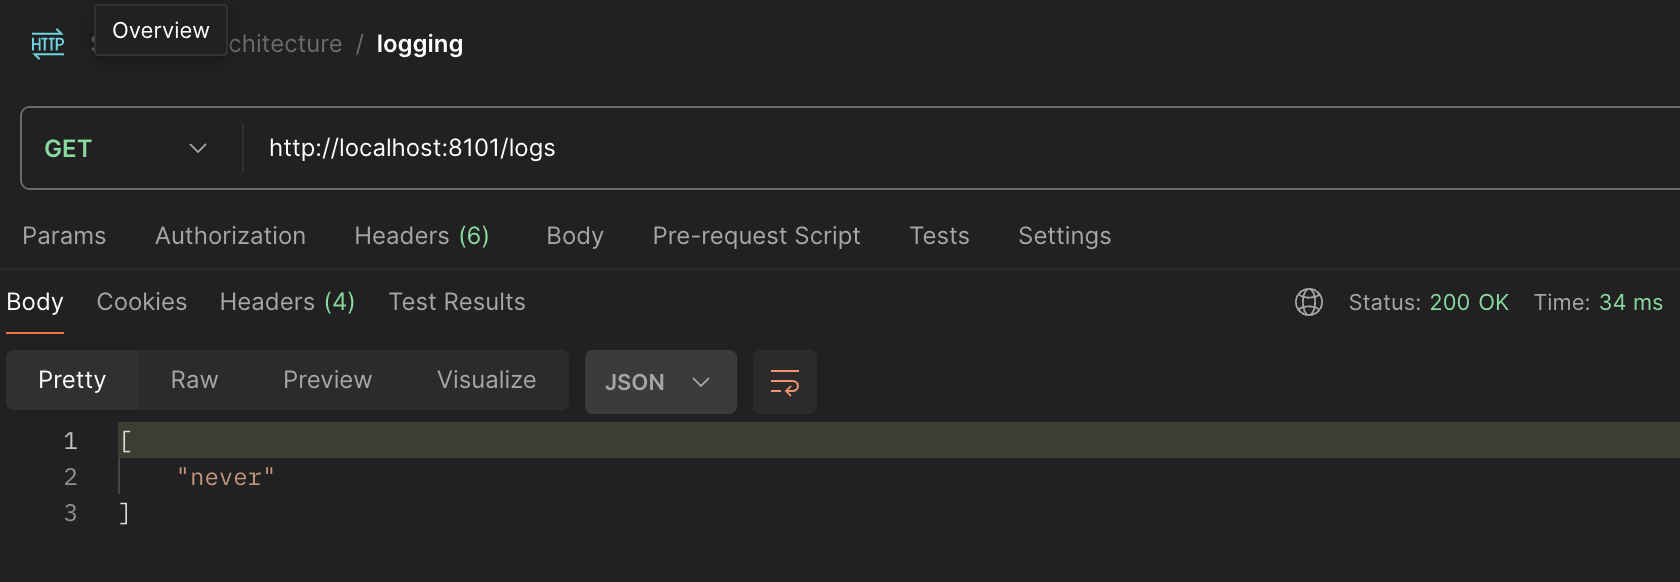 Overview
HTTP chitecture / logging
GET http://localhost:8101/logs
Params Authorization Headers (6) Body Pre-request Script Tests Settings
Body Cookies Headers (4) Test Results Status: 200 OK Time: 34 ms
Pretty Raw Preview Visualize JSON
1 [
2 "never"
3 ]